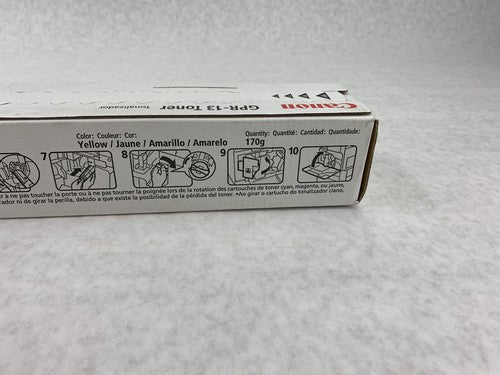 Canon
GPR-13 Toner Tonalizador
Color: Couleur: Cor:
Yellow / Jaune / Amarillo / Amarelo
Quantity: Quantité: Cantidad: Quantidade:
170g
7 8 9 10
r à ne pas toucher la porte ou à ne pas tourner la poignée lors de la rotation des cartouches de toner cyan, magenta, ou jaune,
rador ni de girar la perilla, debido a que existe la posibilidad de la pérdida del toner. •Ao girar o cartucho do tonalizador ciano,